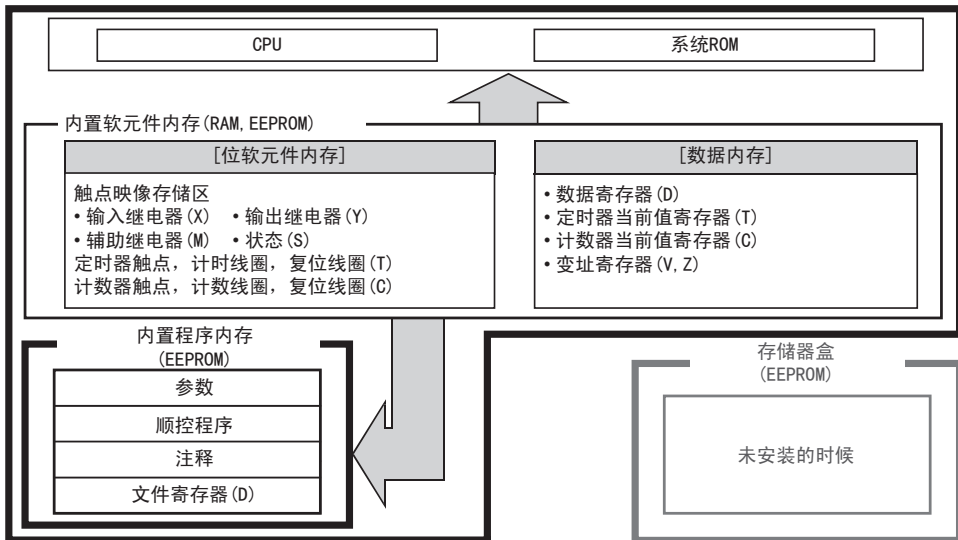 CPU
系统ROM
内置软元件内存(RAM,EEPROM)
[位软元件内存]
触点映像存储区
•输入继电器(X) •输出继电器(Y)
•辅助继电器(M) •状态(S)
定时器触点，计时线圈，复位线圈(T)
计数器触点，计数线圈，复位线圈(C)
[数据内存]
•数据寄存器(D)
•定时器当前值寄存器(T)
•计数器当前值寄存器(C)
•变址寄存器(V,Z)
内置程序内存
(EEPROM)
参数
顺控程序
注释
文件寄存器(D)
存储器盒
(EEPROM)
未安装的时候